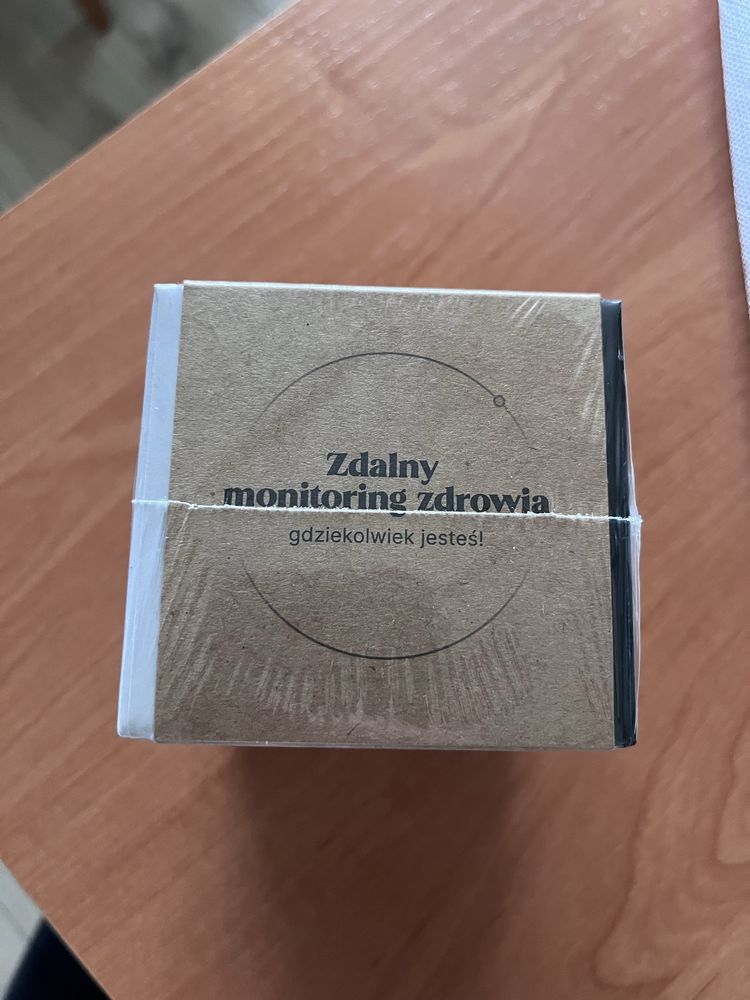 Zdalny
monitoring zdrowia
gdziekolwiek jesteś!